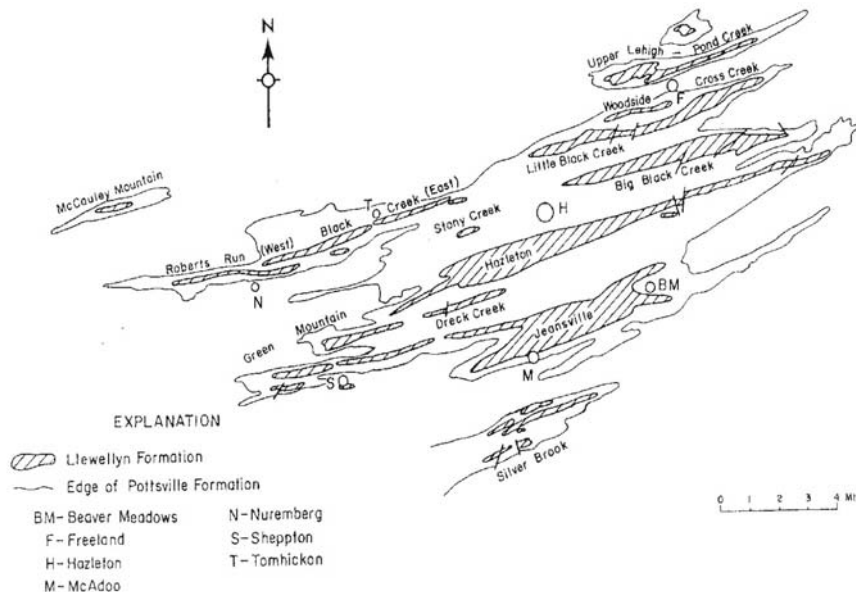 N
Upper Lehigh - Pond Creek
Cross Creek
Woodside
F
Little Black Creek
Big Black Creek
McCauley Mountain
T
Creek (East)
Black
Stony Creek
H
Roberts Run (West)
N
Hazleton
BM
Dreck Creek
Jeansville
Green Mountain
M
S
Silver Brook
EXPLANATION
Llewellyn Formation
Edge of Pottsville Formation
BM- Beaver Meadows
F- Freeland
H- Hazleton
M- McAdoo
N- Nuremberg
S- Sheppton
T- Tomhicken
0 1 2 3 4 Mi